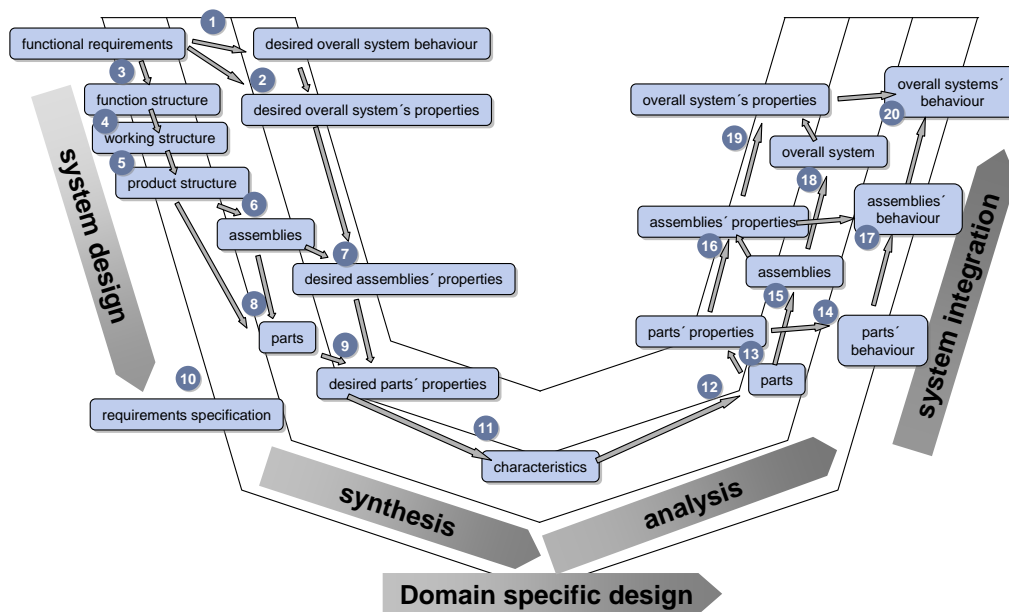 1
functional requirements
desired overall system behaviour
3
2
function structure
desired overall system´s properties
4
working structure
5
product structure
6
assemblies
7
desired assemblies´ properties
8
parts
9
desired parts´ properties
10
requirements specification
11
characteristics
12
parts
13
parts´ properties
14
parts´
behaviour
15
assemblies
16
assemblies´ properties
17
assemblies´
behaviour
18
overall system
19
overall system´s properties
20
overall systems´
behaviour
system design
synthesis
analysis
system integration
Domain specific design